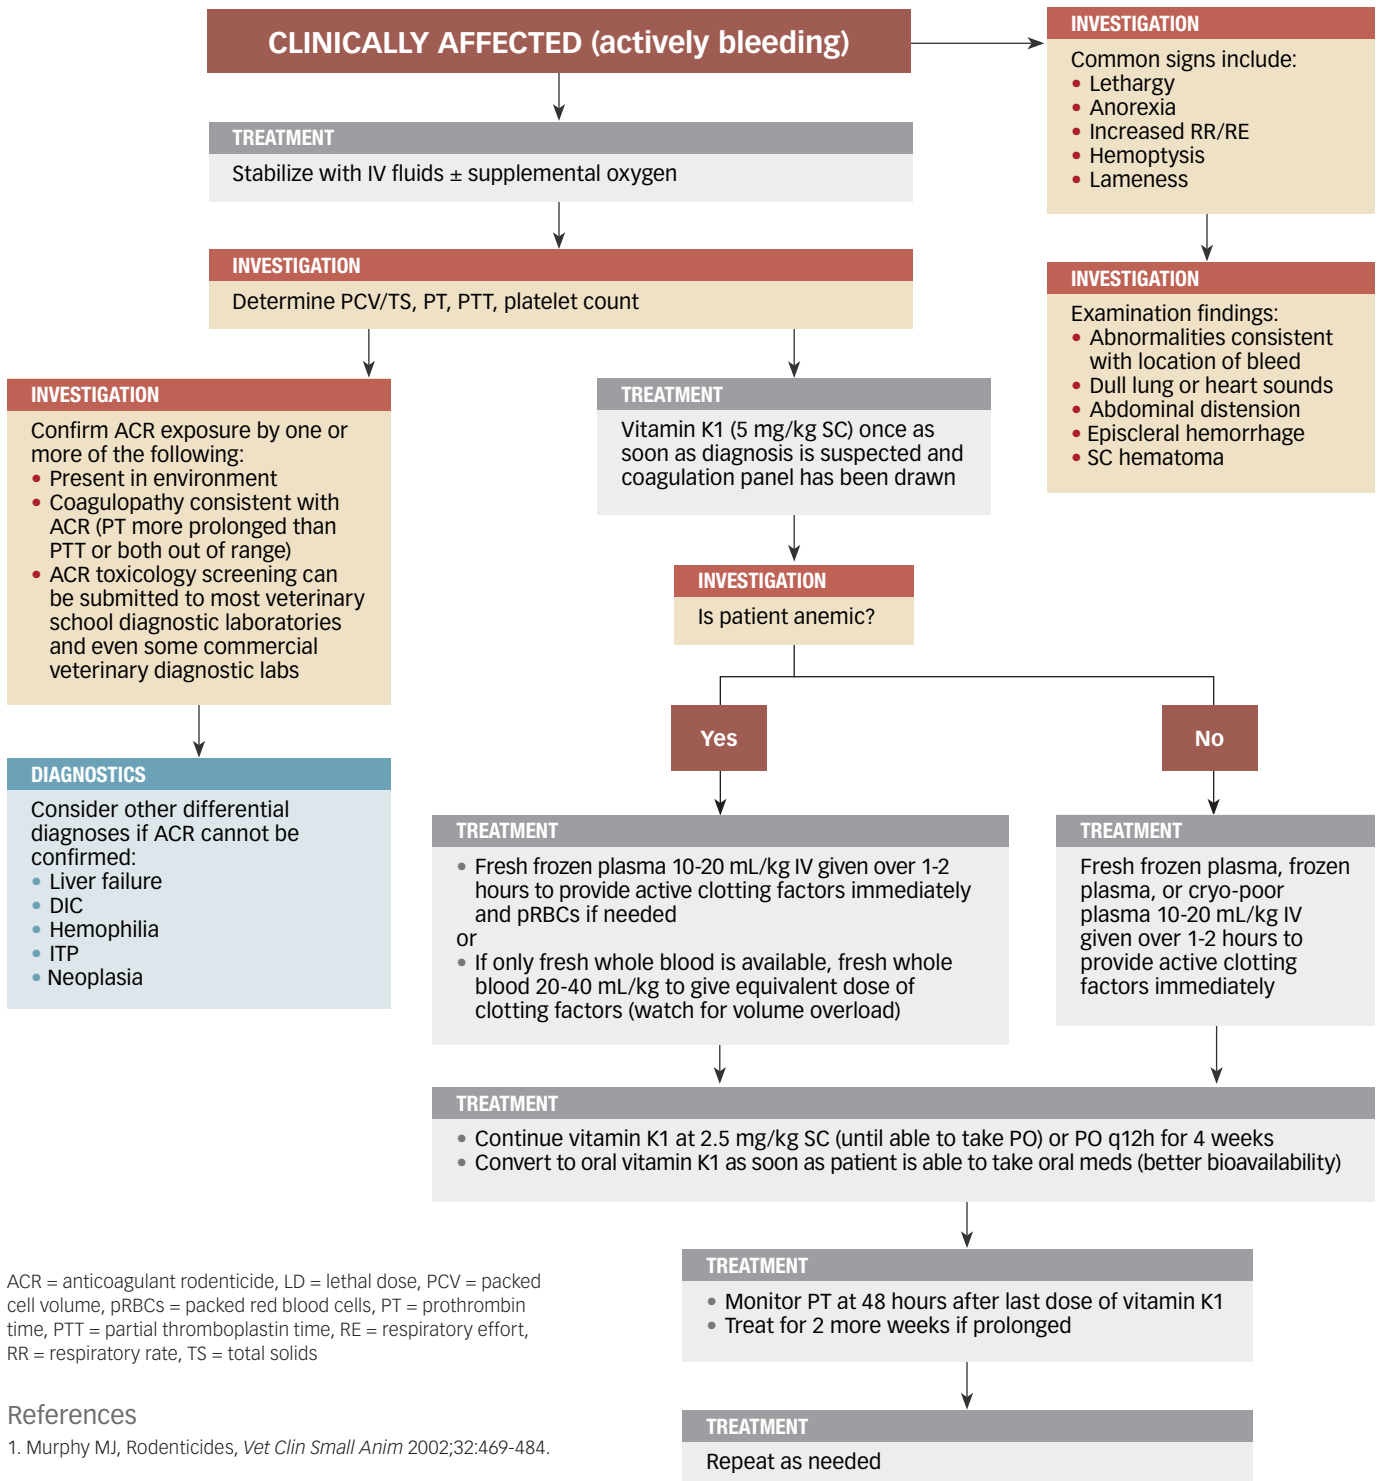 CLINICALLY AFFECTED (actively bleeding)
INVESTIGATION
Common signs include:
• Lethargy
• Anorexia
• Increased RR/RE
• Hemoptysis
• Lameness
INVESTIGATION
Examination findings:
• Abnormalities consistent
with location of bleed
• Dull lung or heart sounds
• Abdominal distension
• Episcleral hemorrhage
• SC hematoma
TREATMENT
Stabilize with IV fluids ± supplemental oxygen
INVESTIGATION
Determine PCV/TS, PT, PTT, platelet count
INVESTIGATION
Confirm ACR exposure by one or
more of the following:
• Present in environment
• Coagulopathy consistent with
ACR (PT more prolonged than
PTT or both out of range)
• ACR toxicology screening can
be submitted to most veterinary
school diagnostic laboratories
and even some commercial
veterinary diagnostic labs
DIAGNOSTICS
Consider other differential
diagnoses if ACR cannot be
confirmed:
• Liver failure
• DIC
• Hemophilia
• ITP
• Neoplasia
TREATMENT
Vitamin K1 (5 mg/kg SC) once as
soon as diagnosis is suspected and
coagulation panel has been drawn
INVESTIGATION
Is patient anemic?
Yes
No
TREATMENT
• Fresh frozen plasma 10-20 mL/kg IV given over 1-2
hours to provide active clotting factors immediately
and pRBCs if needed
or
• If only fresh whole blood is available, fresh whole
blood 20-40 mL/kg to give equivalent dose of
clotting factors (watch for volume overload)
TREATMENT
Fresh frozen plasma, frozen
plasma, or cryo-poor
plasma 10-20 mL/kg IV
given over 1-2 hours to
provide active clotting
factors immediately
TREATMENT
• Continue vitamin K1 at 2.5 mg/kg SC (until able to take PO) or PO q12h for 4 weeks
• Convert to oral vitamin K1 as soon as patient is able to take oral meds (better bioavailability)
TREATMENT
• Monitor PT at 48 hours after last dose of vitamin K1
• Treat for 2 more weeks if prolonged
TREATMENT
Repeat as needed
ACR = anticoagulant rodenticide, LD = lethal dose, PCV = packed
cell volume, pRBCs = packed red blood cells, PT = prothrombin
time, PTT = partial thromboplastin time, RE = respiratory effort,
RR = respiratory rate, TS = total solids
References
1. Murphy MJ, Rodenticides, Vet Clin Small Anim 2002;32:469-484.